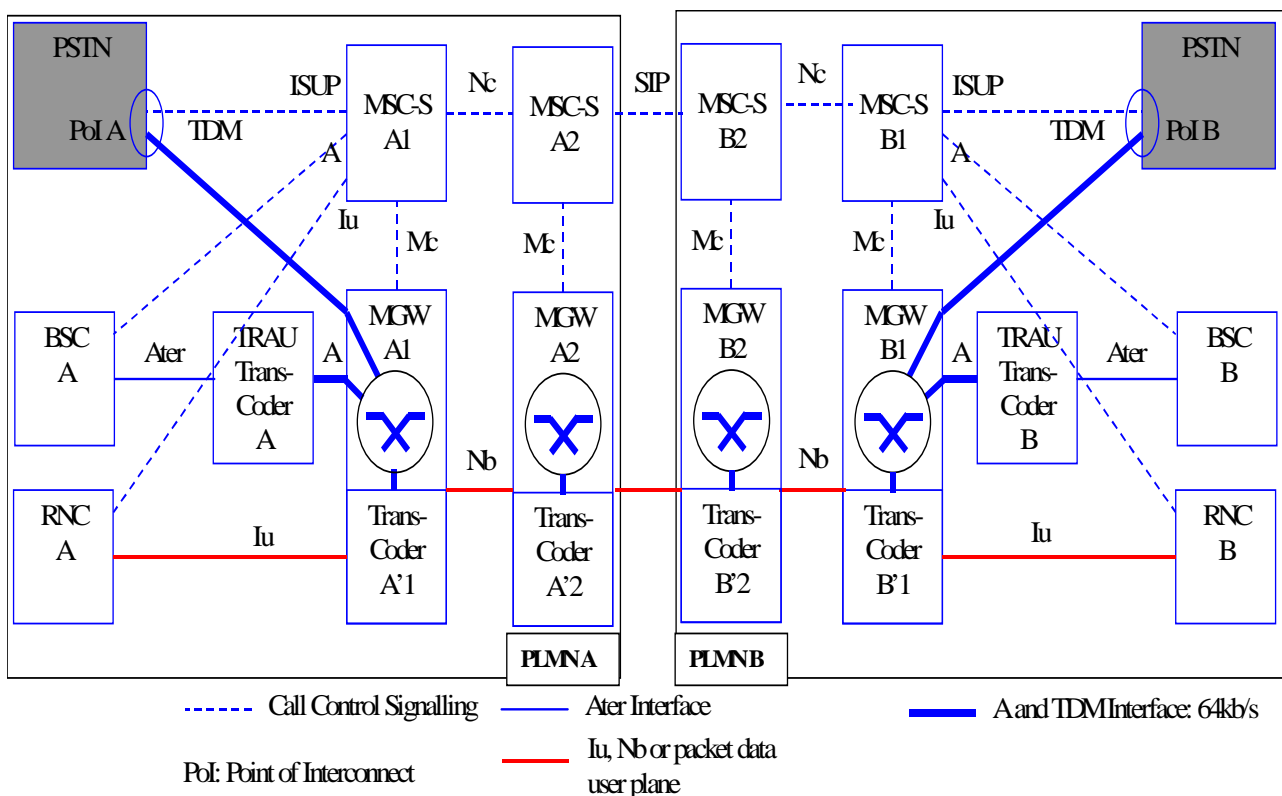 PSTN
PoI A
TDM
ISUP
MSC-S
A1
Nc
MSC-S
A2
SIP
MSC-S
B2
Nc
MSC-S
B1
ISUP
TDM
PSTN
PoI B
A
Iu
Mc
Mc
Mc
Mc
A
Iu
BSC
A
Ater
TRAU
Trans-
Coder
A
A
MGW
A1
MGW
A2
MGW
B2
MGW
B1
A
TRAU
Trans-
Coder
B
Ater
BSC
B
Nb
Nb
RNC
A
Iu
Trans-
Coder
A'1
Trans-
Coder
A'2
Trans-
Coder
B'2
Trans-
Coder
B'1
Iu
RNC
B
PLMN A
PLMN B
Call Control Signalling
Ater Interface
A and TDM Interface: 64kb/s
PoI: Point of Interconnect
Iu, Nb or packet data
user plane